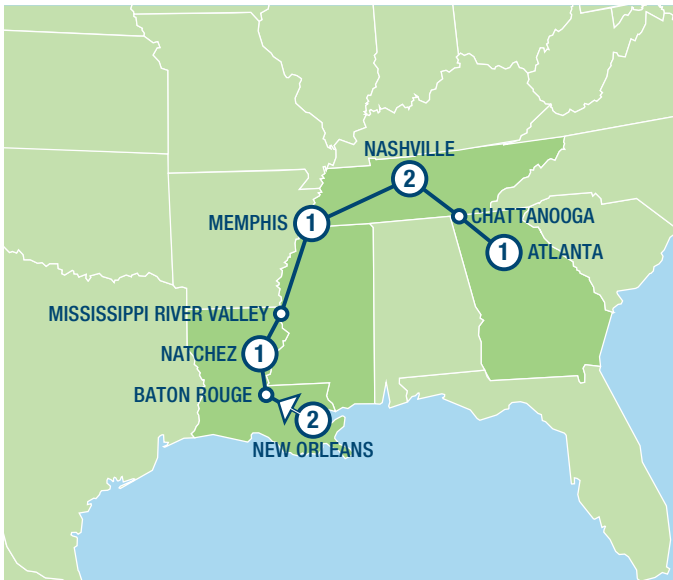 NASHVILLE
2
MEMPHIS
1
CHATTANOOGA
1
ATLANTA
MISSISSIPPI RIVER VALLEY
NATCHEZ
1
BATON ROUGE
2
NEW ORLEANS